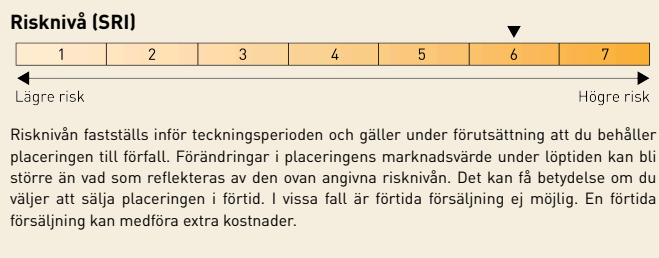 Risknivå (SRI)
1 2 3 4 5 6 7
Lägre risk Högre risk
Risknivån fastställs inför teckningsperioden och gäller under förutsättning att du behåller
placeringen till förfall. Förändringar i placeringens marknadsvärde under löptiden kan bli
större än vad som reflekteras av den ovan angivna risknivån. Det kan få betydelse om du
väljer att sälja placeringen i förtid. I vissa fall är förtida försäljning ej möjlig. En förtida
försäljning kan medföra extra kostnader.